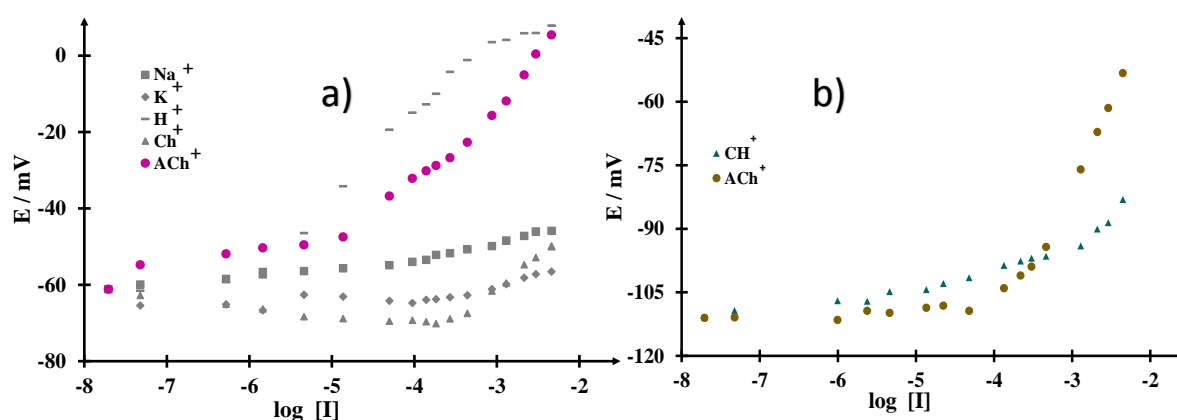 a)
0
-20
-40
-60
-80
E / mV
Na +
K +
H +
Ch +
ACh +
-8 -7 -6 -5 -4 -3 -2 -1
log [I]
b)
-45
-60
-75
-90
-105
-120
E / mV
CH +
ACh +
-8 -7 -6 -5 -4 -3 -2
log [I]